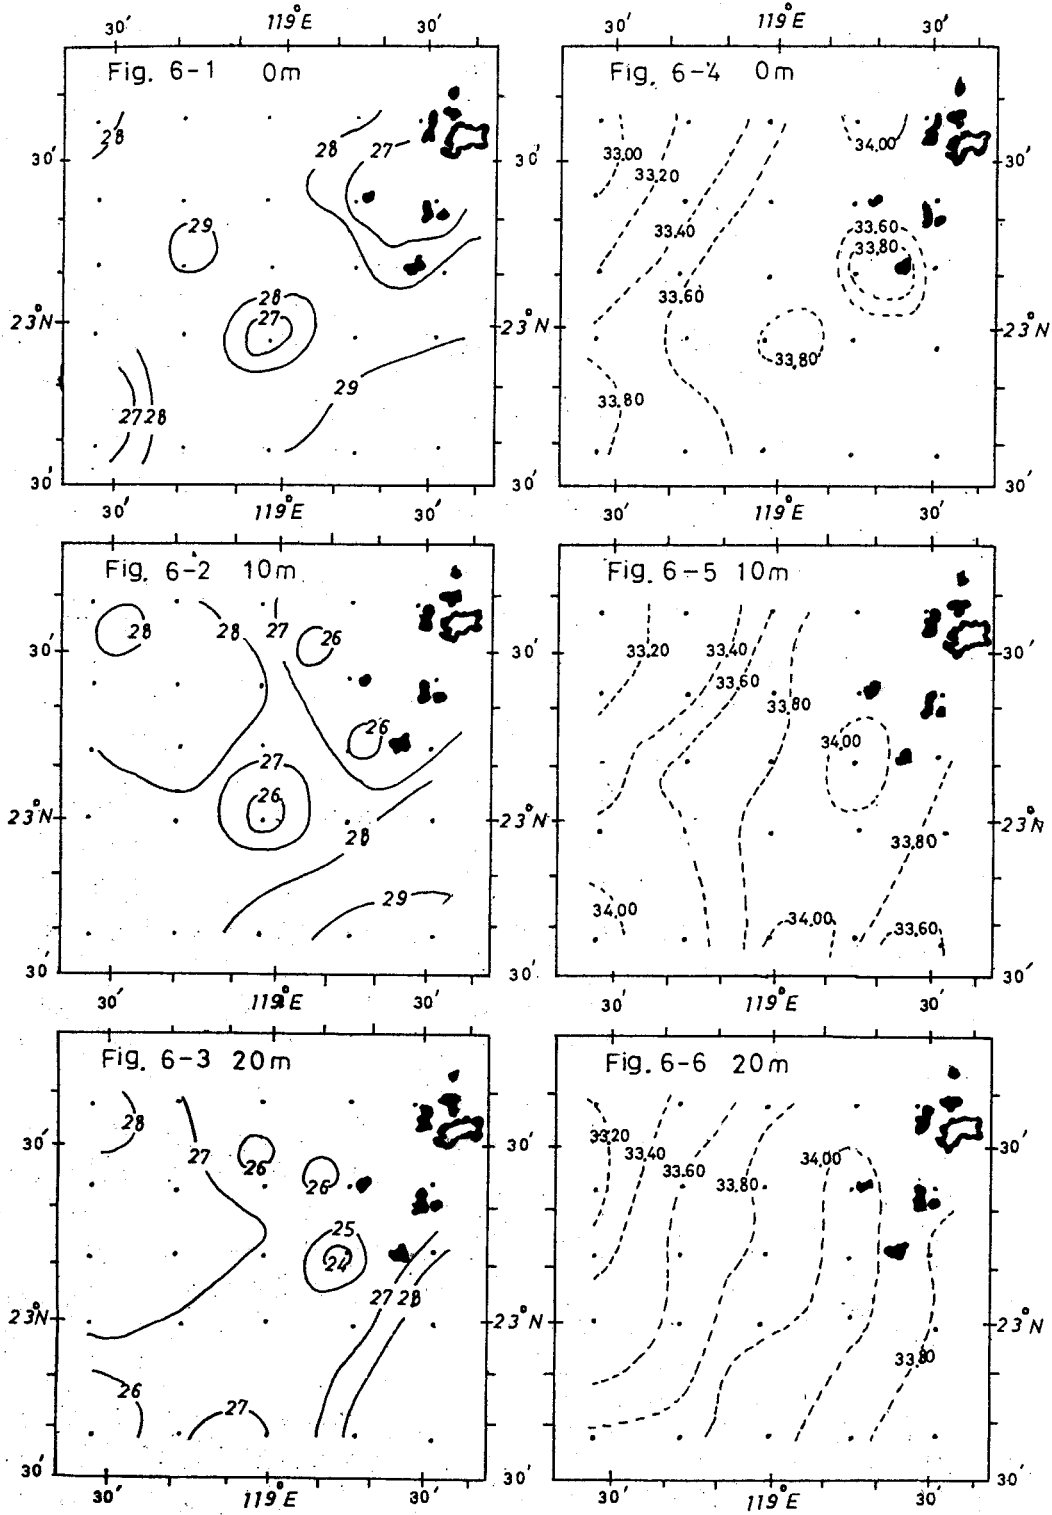 30′ 119°E 30′ 30′ 119°E 30′
Fig. 6-1 0m
28
28 27
30′
29
28
27
23°N
29
27 28
30′
30′ 119°E 30′
Fig. 6-4 0m
33.00
34.00
33.20
30′
33.40
33.60
33.80
33.60
23°N
33.80
33.80
30′
30′ 119°E 30′
Fig. 6-2 10m
28 28 27 26
30′
26
27
26
23°N
28
29
30′
30′ 119°E 30′
Fig. 6-5 10m
33.20 33.40
30′
33.60
33.80
34.00
23°N
33.80
34.00 34.00 33.60
30′
30′ 119°E 30′
Fig. 6-3 20m
28
30′
27 26
26
25
24
27 28
23°N
26
27
30′
30′ 119°E 30′
Fig. 6-6 20m
33.20
33.40 34.00
30′
33.60
33.80
23°N
33.80
30′
30′ 119°E 30′